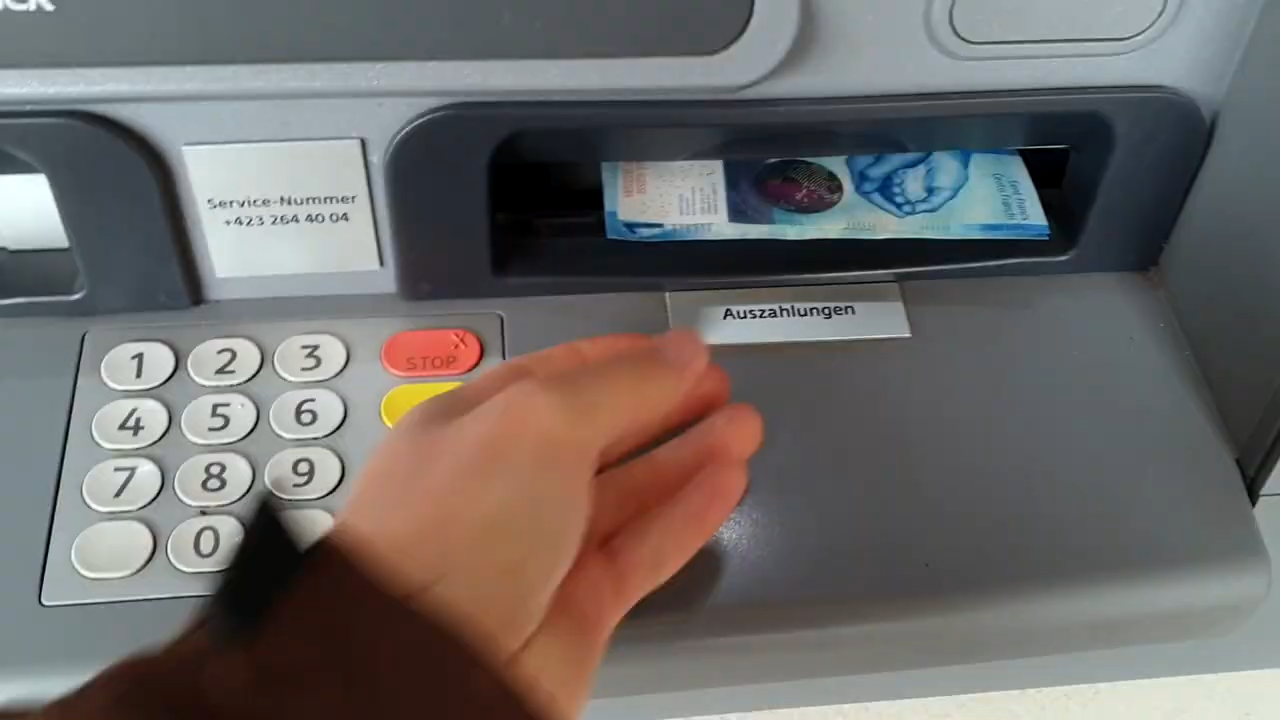 Service-Nummer
+423 264 40 04
Auszahlungen
1 2 3 STOP
4 5 6
7 8 9
0